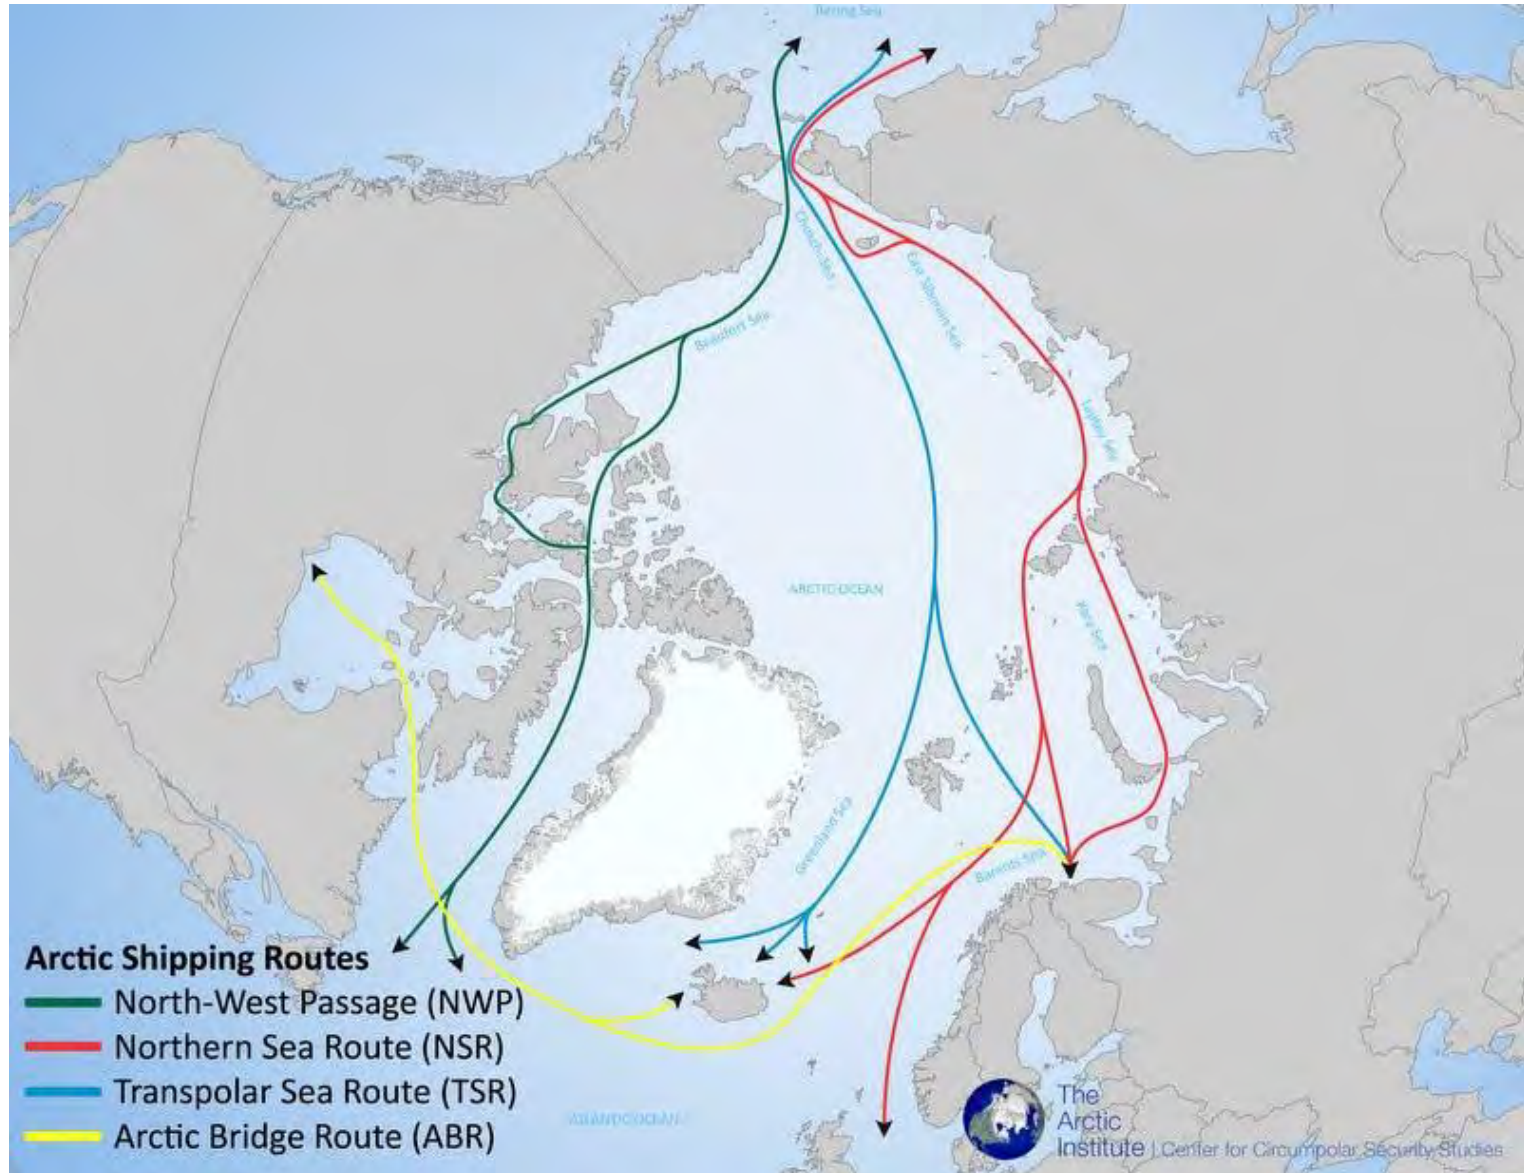 Bering Sea
Chukchi Sea
East Siberian Sea
Beaufort Sea
Laptev Sea
ARCTIC OCEAN
Kara Sea
Greenland Sea
Barents Sea
Arctic Shipping Routes
North-West Passage (NWP)
Northern Sea Route (NSR)
Transpolar Sea Route (TSR)
Arctic Bridge Route (ABR)
The
Arctic
Institute | Center for Circumpolar Security Studies